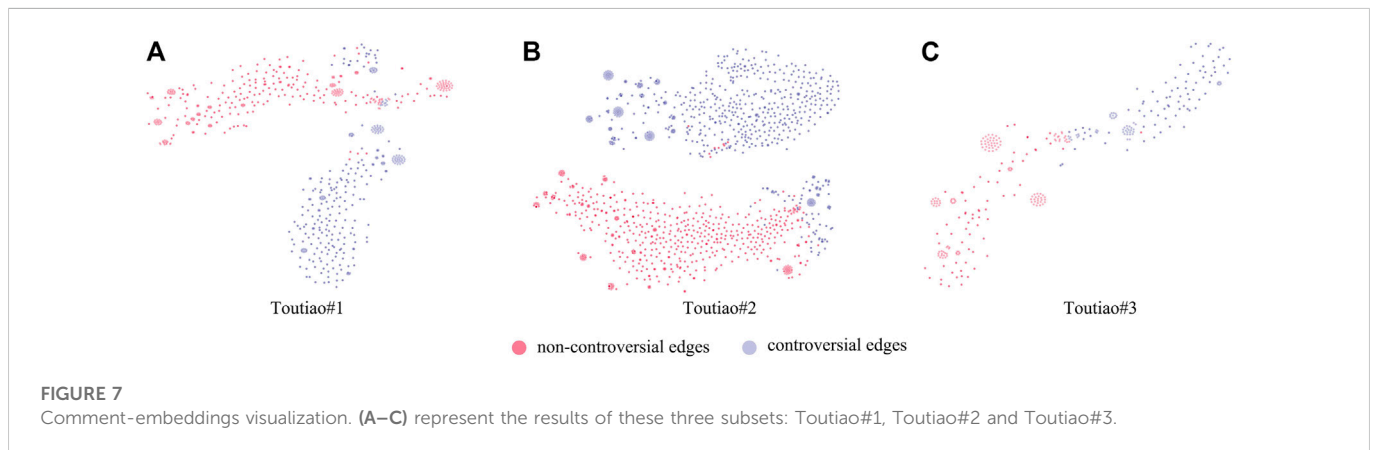 A
B
C
Toutiao#1
Toutiao#2
Toutiao#3
non-controversial edges
controversial edges
FIGURE 7
Comment-embeddings visualization. (A–C) represent the results of these three subsets: Toutiao#1, Toutiao#2 and Toutiao#3.